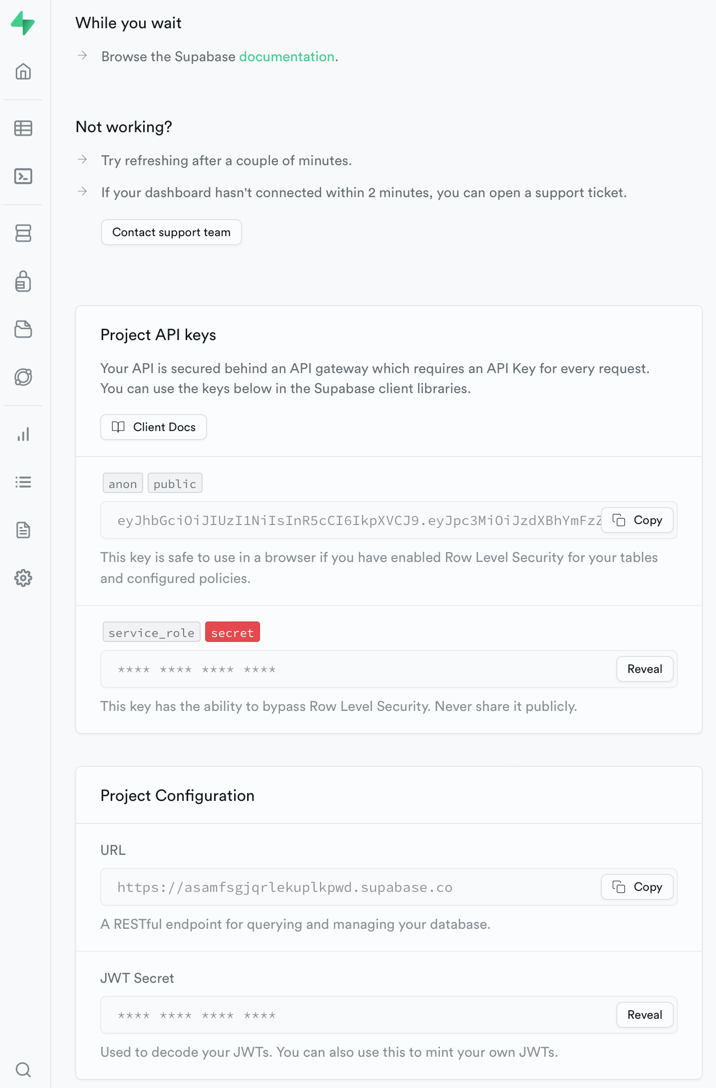 While you wait
Browse the Supabase documentation.
Not working?
Try refreshing after a couple of minutes.
If your dashboard hasn't connected within 2 minutes, you can open a support ticket.
Contact support team
Project API keys
Your API is secured behind an API gateway which requires an API Key for every request.
You can use the keys below in the Supabase client libraries.
Client Docs
anon public
eyJhbGciOiJIUzI1NiIsInR5cCI6IkpXVCJ9.eyJpc3MiOiJzdXBhYmFzZ Copy
This key is safe to use in a browser if you have enabled Row Level Security for your tables
and configured policies.
service_role secret
**** **** **** **** Reveal
This key has the ability to bypass Row Level Security. Never share it publicly.
Project Configuration
URL
https://asamfsgjqrlekuplkpwd.supabase.co Copy
A RESTful endpoint for querying and managing your database.
JWT Secret
**** **** **** **** Reveal
Used to decode your JWTs. You can also use this to mint your own JWTs.